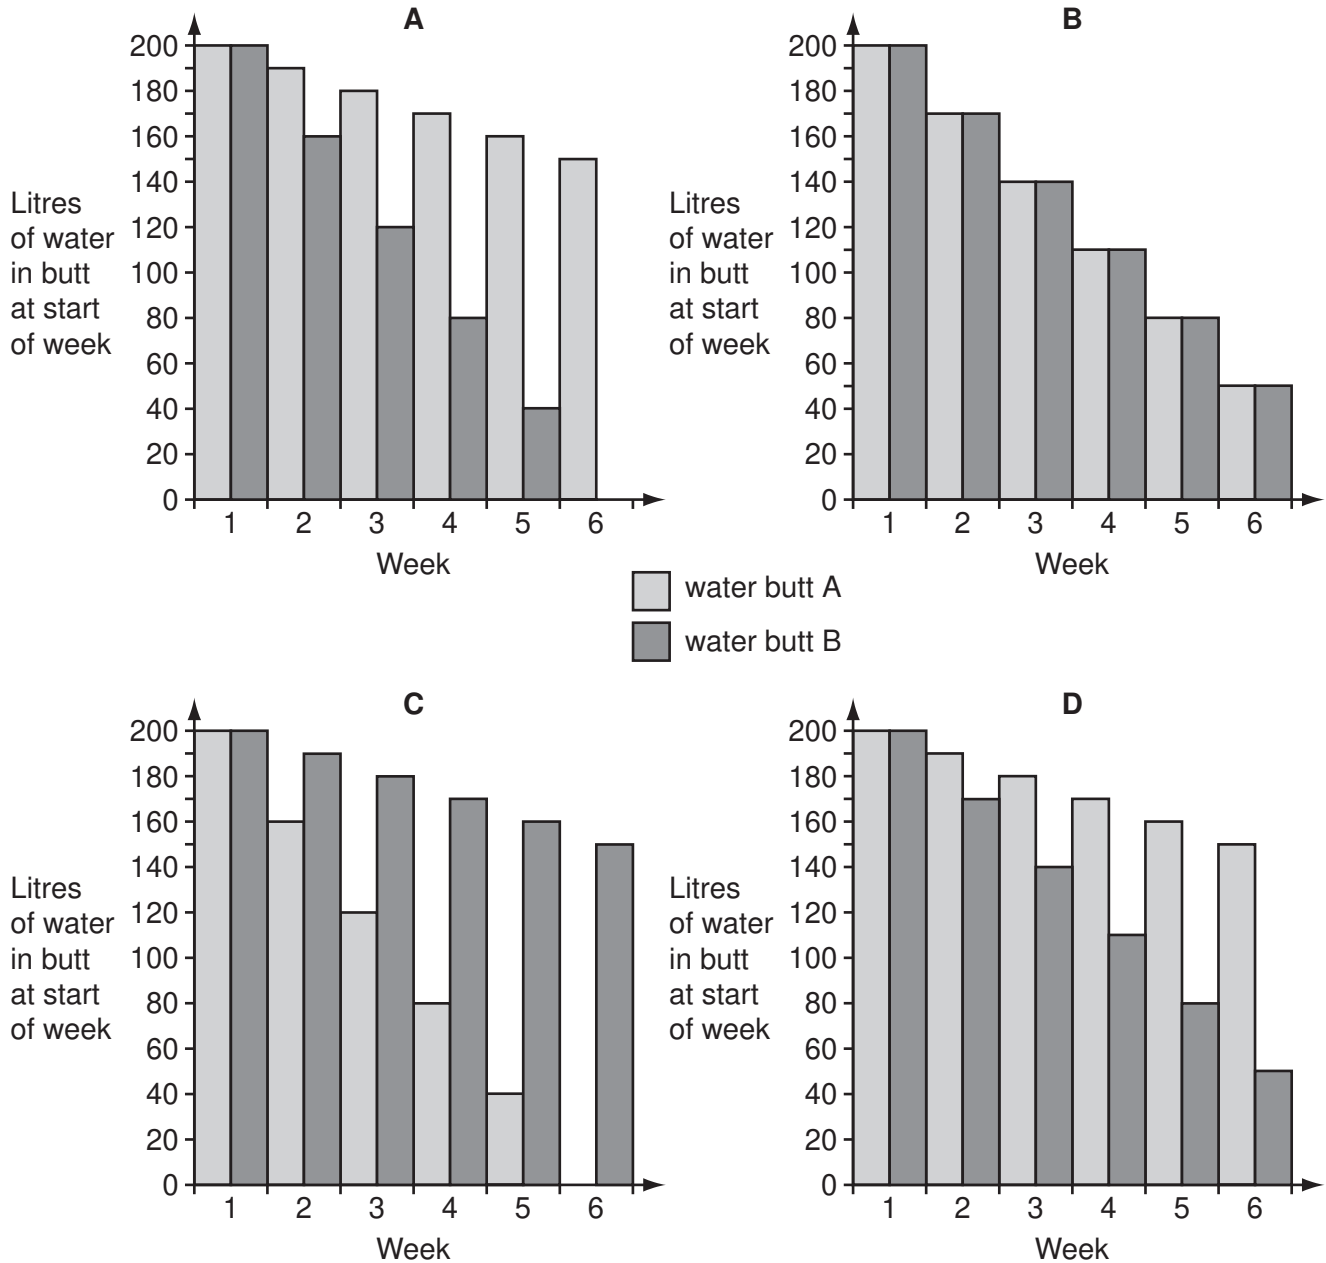 A
200
180
160
140
120
100
80
60
40
20
0
Litres
of water
in butt
at start
of week
1 2 3 4 5 6
Week
B
200
180
160
140
120
100
80
60
40
20
0
Litres
of water
in butt
at start
of week
1 2 3 4 5 6
Week
water butt A
water butt B
C
200
180
160
140
120
100
80
60
40
20
0
Litres
of water
in butt
at start
of week
1 2 3 4 5 6
Week
D
200
180
160
140
120
100
80
60
40
20
0
Litres
of water
in butt
at start
of week
1 2 3 4 5 6
Week